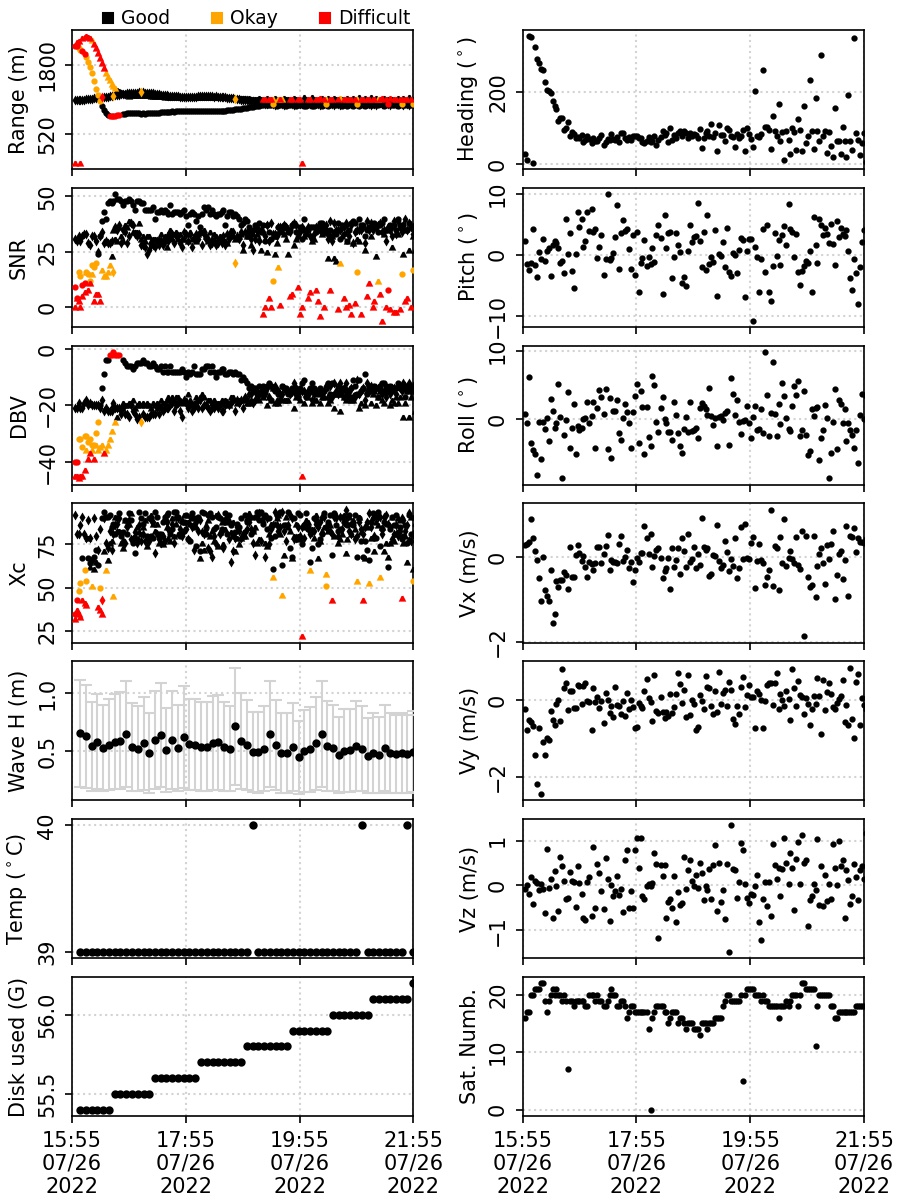 Good Okay Difficult
Range (m)
1800
520
Heading (°)
200
0
SNR
50
25
0
Pitch (°)
10
0
−10
DBV
0
−20
−40
Roll (°)
10
0
Xc
75
50
25
Vx (m/s)
0
−2
Wave H (m)
1.0
0.5
Vy (m/s)
0
−2
Temp (°C)
40
39
Vz (m/s)
1
0
−1
Disk used (G)
56.0
55.5
Sat. Numb.
20
10
0
15:55 17:55 19:55 21:55
07/26 07/26 07/26 07/26
2022 2022 2022 2022
15:55 17:55 19:55 21:55
07/26 07/26 07/26 07/26
2022 2022 2022 2022